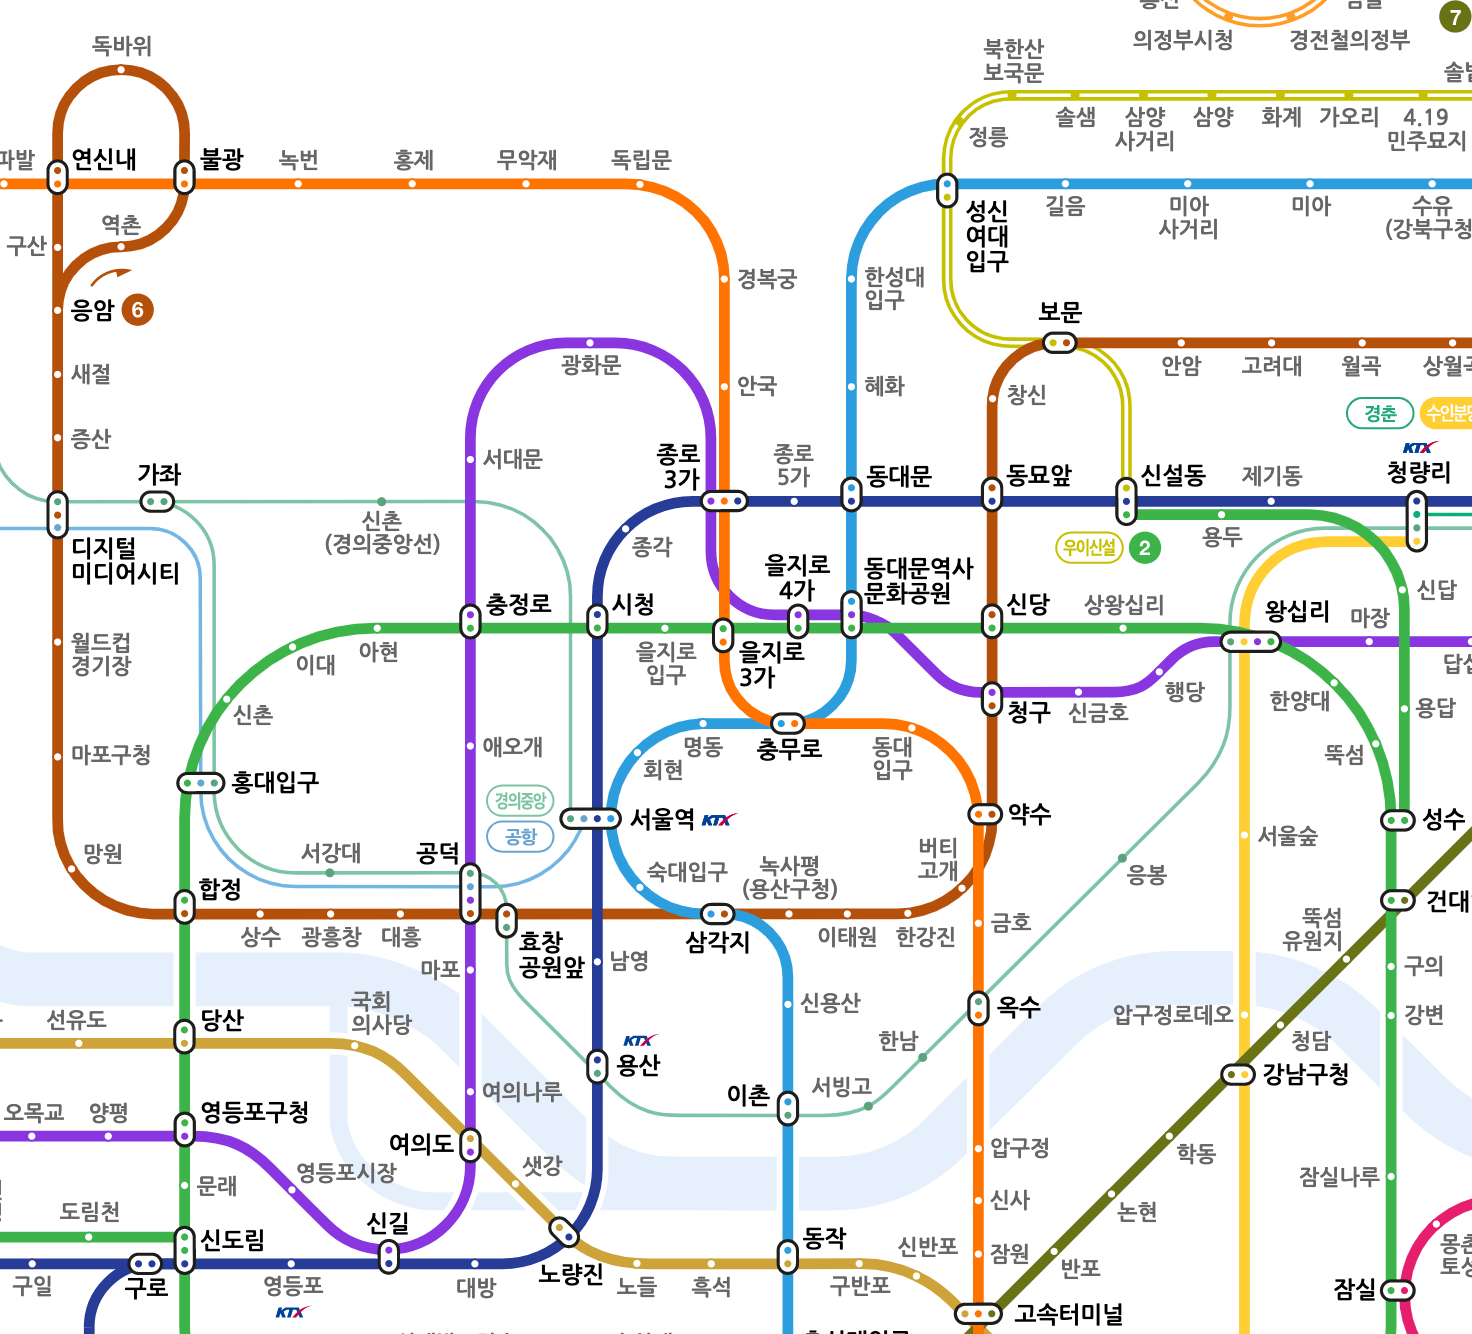 의정부시청
경전철의정부
7
독바위
북한산
보국문
정릉
솔샘
삼양
사거리
삼양
화계
가오리
4.19
민주묘지
연신내
불광
녹번
홍제
무악재
독립문
역촌
구산
응암 6
성신
여대
입구
길음
미아
사거리
미아
수유
경복궁
한성대
입구
보문
새절
광화문
안국
혜화
창신
안암
고려대
월곡
증산
서대문
경춘
KTX
청량리
가좌
종로
3가
종로
5가
동대문
동묘앞
신설동
제기동
신촌
(경의중앙선)
종각
우이신설 2
용두
디지털
미디어시티
을지로
4가
동대문역사
문화공원
신답
충정로
시청
신당
상왕십리
왕십리
마장
월드컵
경기장
이대
아현
을지로
입구
을지로
3가
청구
신금호
행당
한양대
용답
신촌
마포구청
애오개
명동
회현
충무로
동대
입구
뚝섬
홍대입구
경의중앙
공항
서울역 KTX
약수
서울숲
성수
망원
서강대
공덕
숙대입구
녹사평
(용산구청)
버티
고개
응봉
합정
상수
광흥창
대흥
효창
공원앞
삼각지
이태원
한강진
금호
뚝섬
유원지
마포
남영
구의
국회
의사당
신용산
옥수
압구정로데오
강변
선유도
당산
KTX
용산
한남
청담
이촌
서빙고
강남구청
오목교
양평
영등포구청
여의나루
여의도
압구정
학동
샛강
영등포시장
문래
신사
논현
잠실나루
도림천
신도림
신길
동작
신반포
잠원
반포
구일
구로
영등포
KTX
대방
노량진
노들
흑석
구반포
고속터미널
잠실